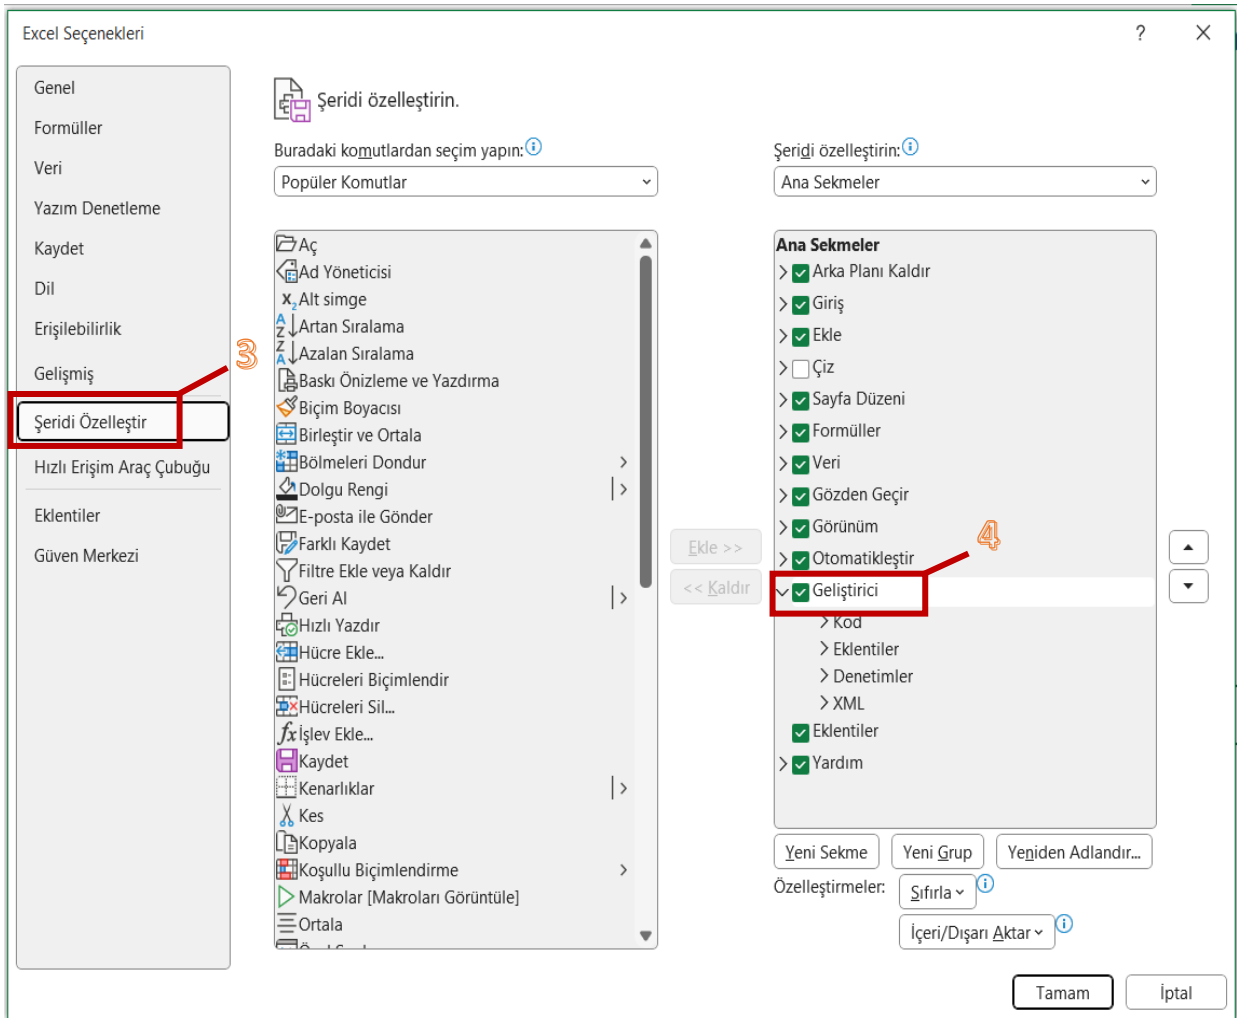 Excel Seçenekleri
?
Genel
Formüller
Veri
Yazım Denetleme
Kaydet
Dil
Erişilebilirlik
Gelişmiş
Şeridi Özelleştir
Hızlı Erişim Araç Çubuğu
Eklentiler
Güven Merkezi
3
Şeridi özelleştirin.
Buradaki komutlardan seçim yapın:
Popüler Komutlar
Aç
Ad Yöneticisi
Alt simge
Artan Sıralama
Azalan Sıralama
Baskı Önizleme ve Yazdırma
Biçim Boyacısı
Birleştir ve Ortala
Bölmeleri Dondur
Dolgu Rengi
E-posta ile Gönder
Farklı Kaydet
Filtre Ekle veya Kaldır
Geri Al
Hızlı Yazdır
Hücre Ekle...
Hücreleri Biçimlendir
Hücreleri Sil...
İşlev Ekle...
Kaydet
Kenarlıklar
Kes
Kopyala
Koşullu Biçimlendirme
Makrolar [Makroları Görüntüle]
Ortala
Ekle >>
<< Kaldır
Şeridi özelleştirin:
Ana Sekmeler
Ana Sekmeler
Arka Planı Kaldır
Giriş
Ekle
Çiz
Sayfa Düzeni
Formüller
Veri
Gözden Geçir
Görünüm
4
Otomatikleştir
Geliştirici
Kod
Eklentiler
Denetimler
XML
Eklentiler
Yardım
Yeni Sekme
Yeni Grup
Yeniden Adlandır...
Özelleştirmeler:
Sıfırla
İçeri/Dışarı Aktar
Tamam
İptal